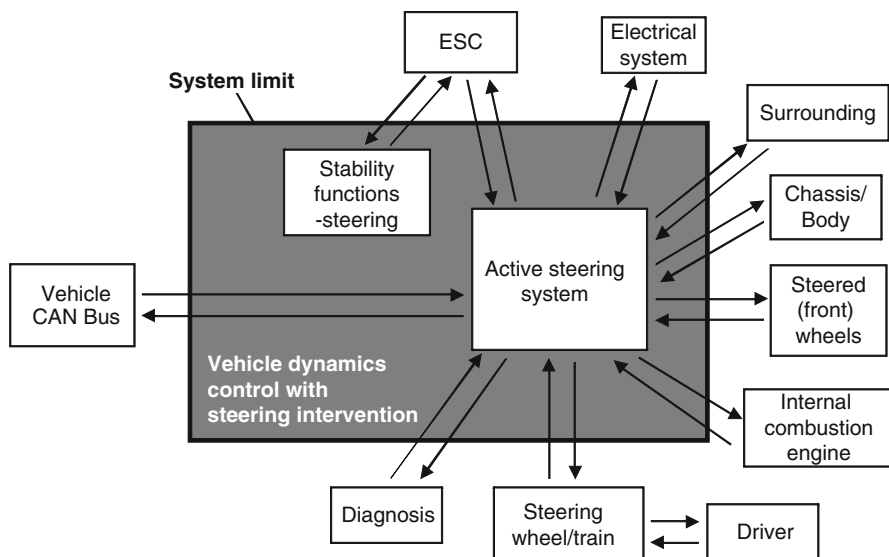 ESC
Electrical
system
System limit
Surrounding
Stability
functions
-steering
Chassis/
Body
Active steering
system
Vehicle
CAN Bus
Steered
(front)
wheels
Vehicle dynamics
control with
steering intervention
Internal
combustion
engine
Diagnosis
Steering
wheel/train
Driver